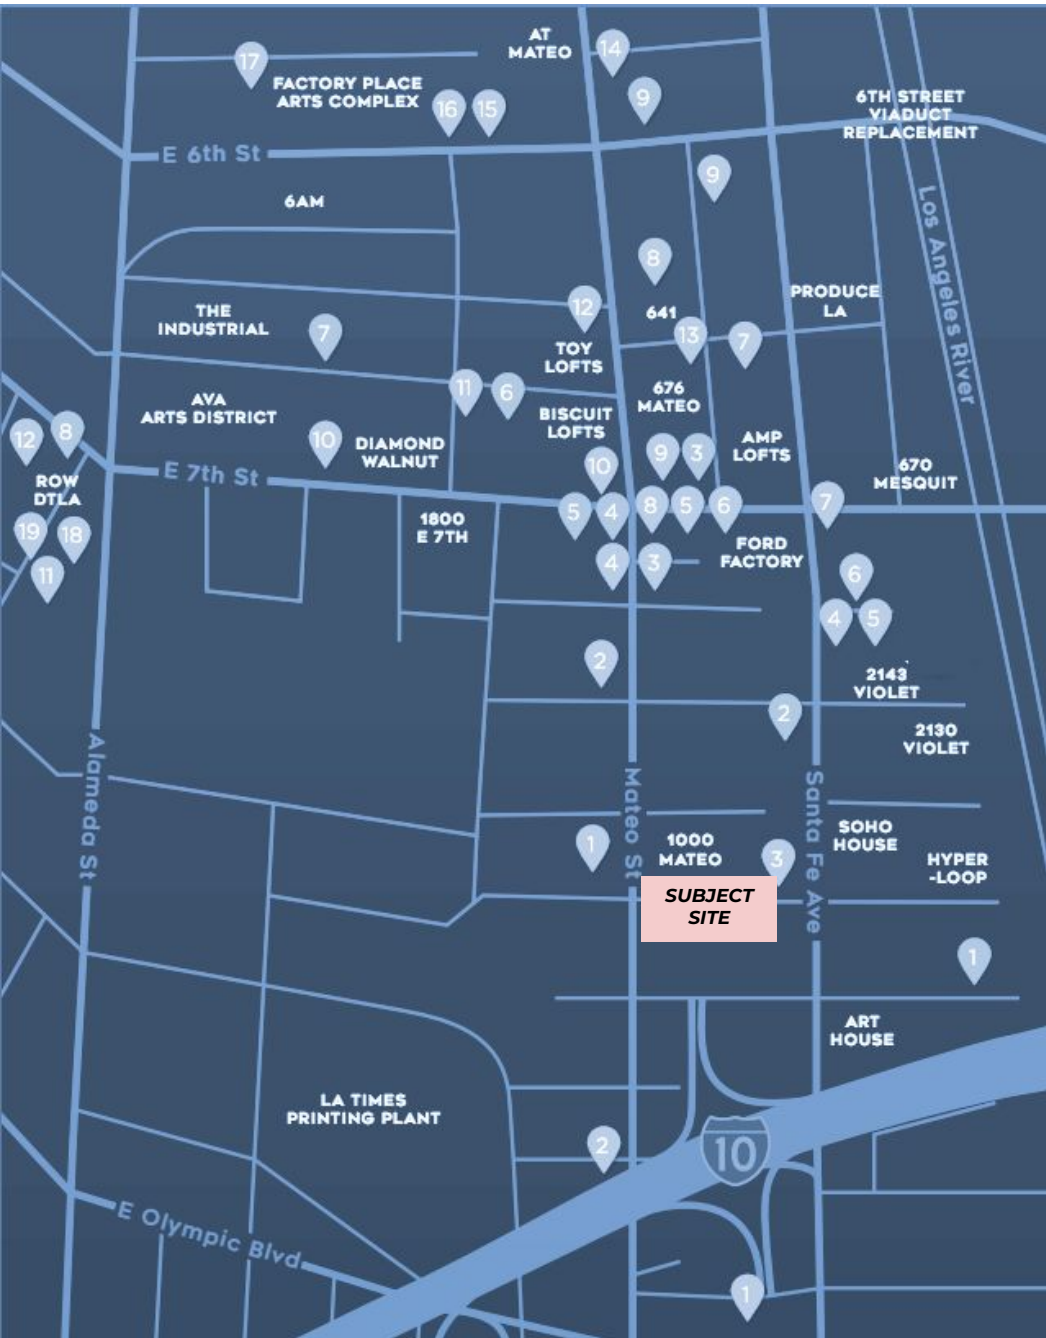 AT
MATEO
14
17
FACTORY PLACE
ARTS COMPLEX
16
15
9
6TH STREET
VIADUCT
REPLACEMENT
E 6th St
9
6AM
Los Angeles River
8
PRODUCE
LA
THE
INDUSTRIAL
7
12
641
13
7
TOY
LOFTS
11
6
676
MATEO
AVA
ARTS DISTRICT
BISCUIT
LOFTS
12
8
10
DIAMOND
WALNUT
9
3
AMP
LOFTS
10
670
MESQUIT
E 7th St
ROW
DTLA
5
4
8
5
6
7
19
18
1800
E 7TH
FORD
FACTORY
11
4
3
6
4
5
2
2143
VIOLET
2
2130
VIOLET
Alameda St
Mateo St
Santa Fe Ave
1
1000
MATEO
3
SOHO
HOUSE
HYPER
-LOOP
SUBJECT
SITE
1
ART
HOUSE
LA TIMES
PRINTING PLANT
2
10
E Olympic Blvd
1